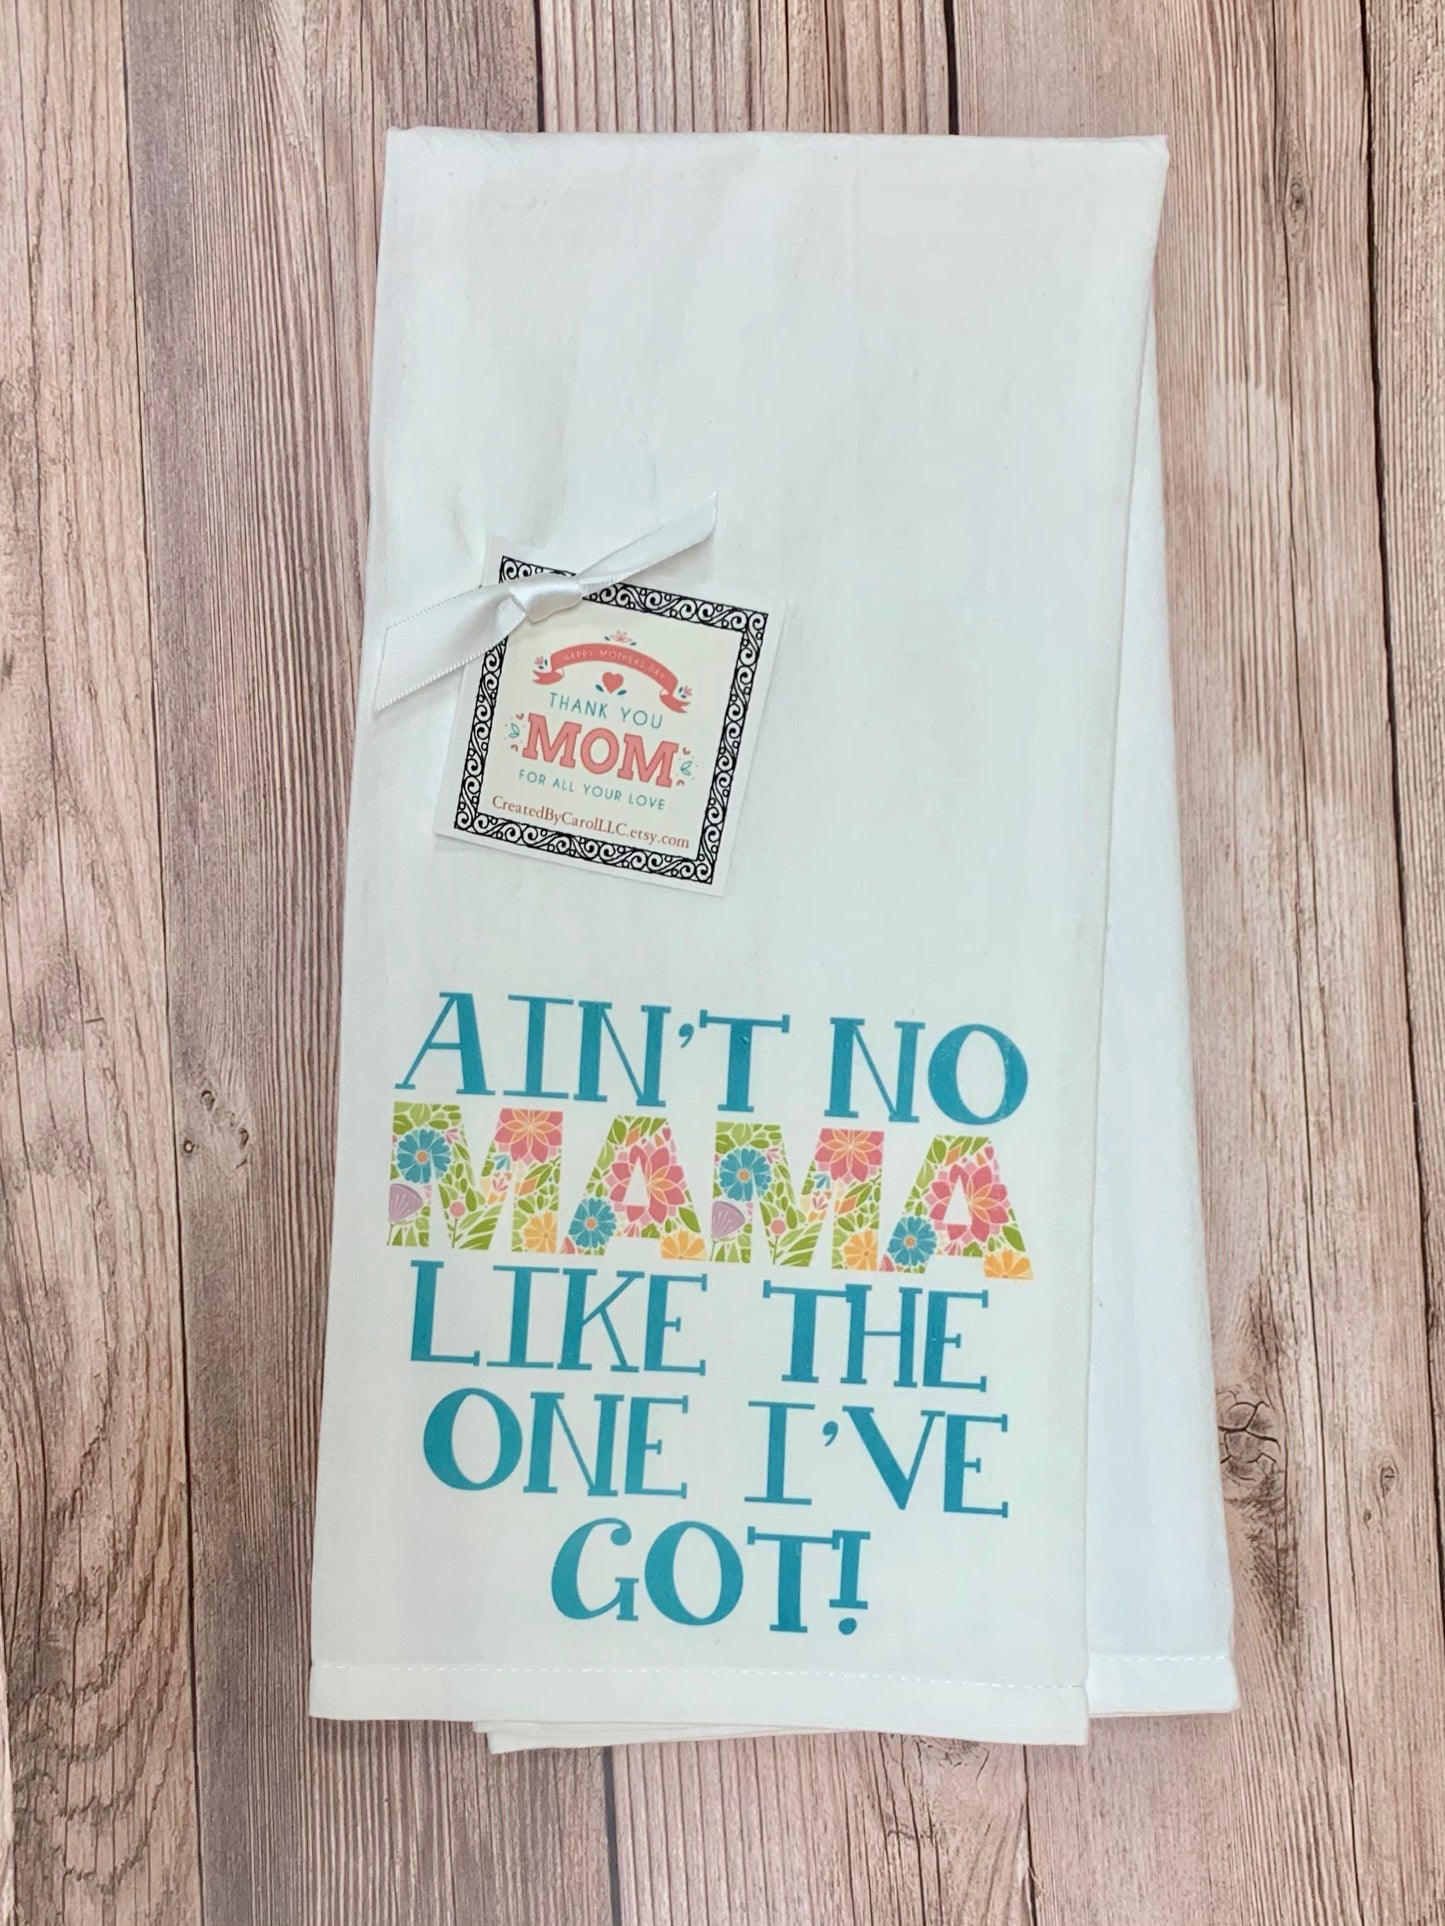 HAPPY MOTHERS DAY
THANK YOU
MOM
FOR ALL YOUR LOVE
CreatedByCarolLLC.etsy.com
AIN'T NO
MAMA
LIKE THE
ONE I'VE
GOT!